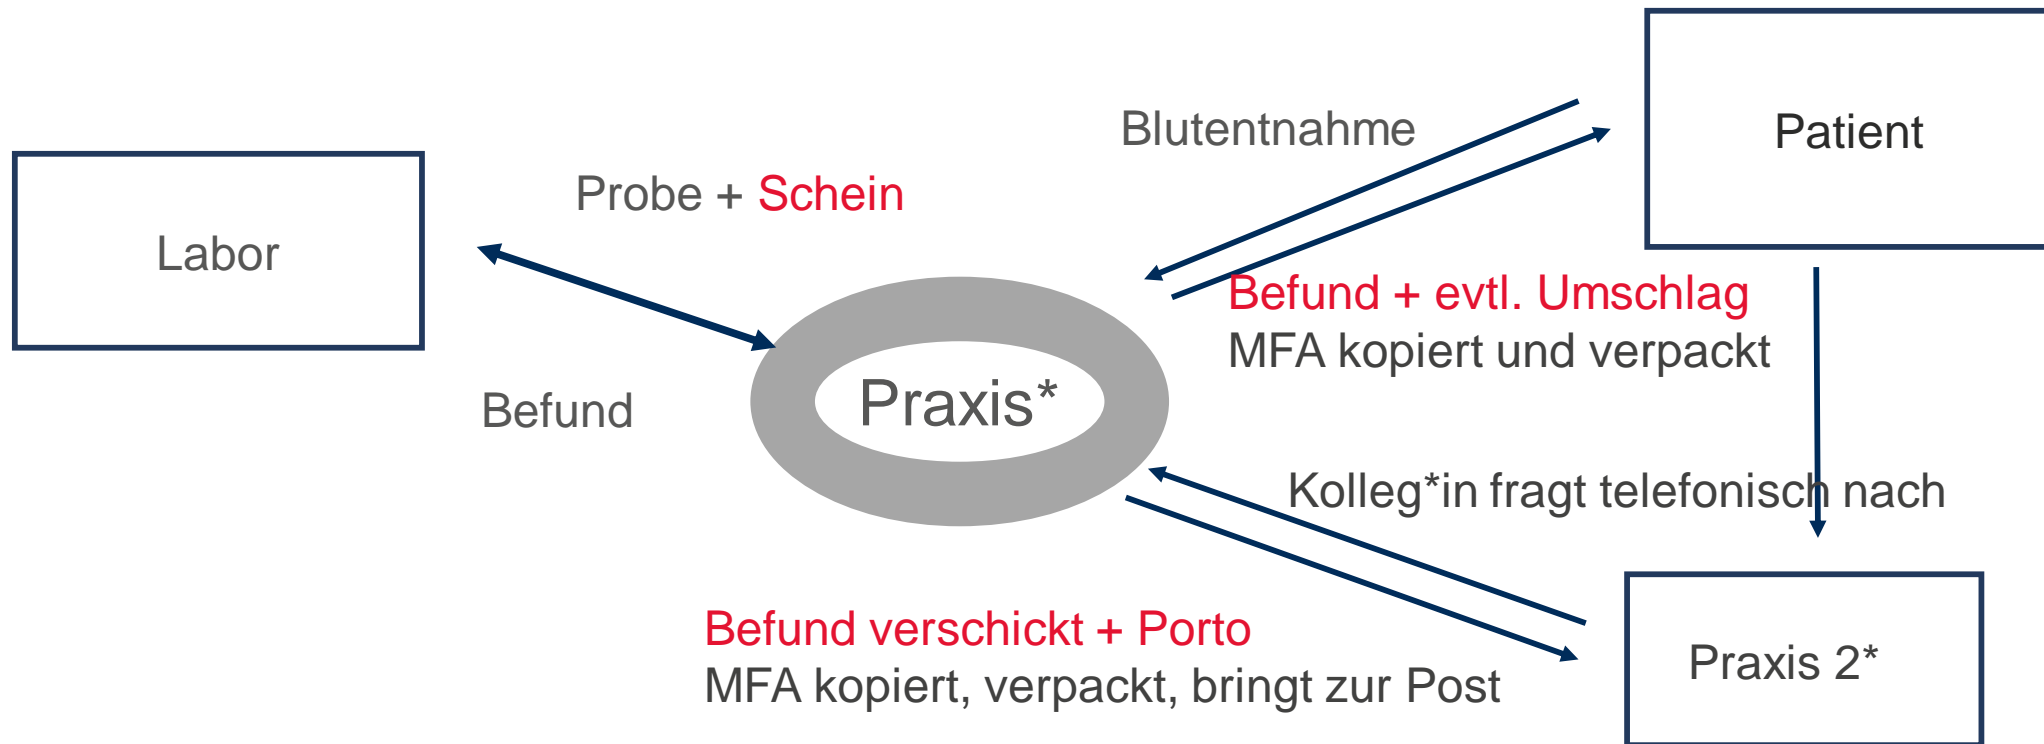 Patient
Blutentnahme
Probe + Schein
Labor
Befund + evtl. Umschlag
MFA kopiert und verpackt
Praxis*
Befund
Kolleg*in fragt telefonisch nach
Befund verschickt + Porto
MFA kopiert, verpackt, bringt zur Post
Praxis 2*